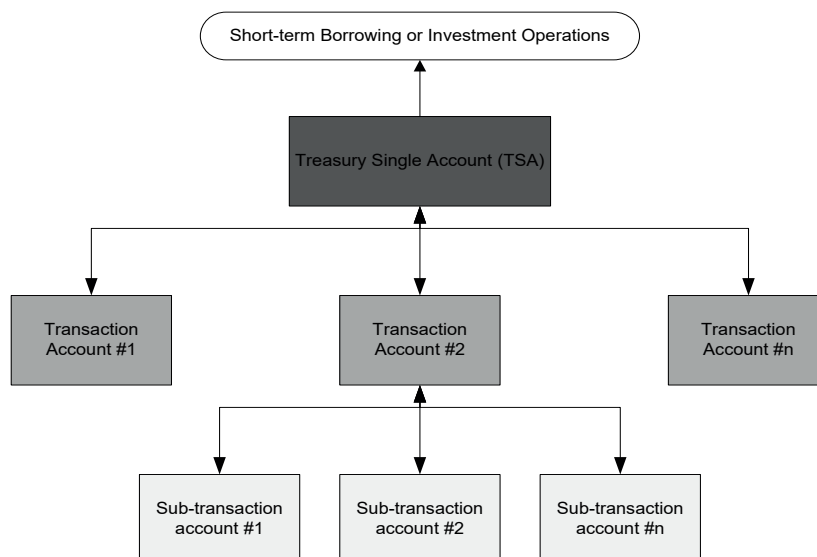 Short-term Borrowing or Investment Operations
Treasury Single Account (TSA)
Transaction
Account #1
Transaction
Account #2
Transaction
Account #n
Sub-transaction
account #1
Sub-transaction
account #2
Sub-transaction
account #n